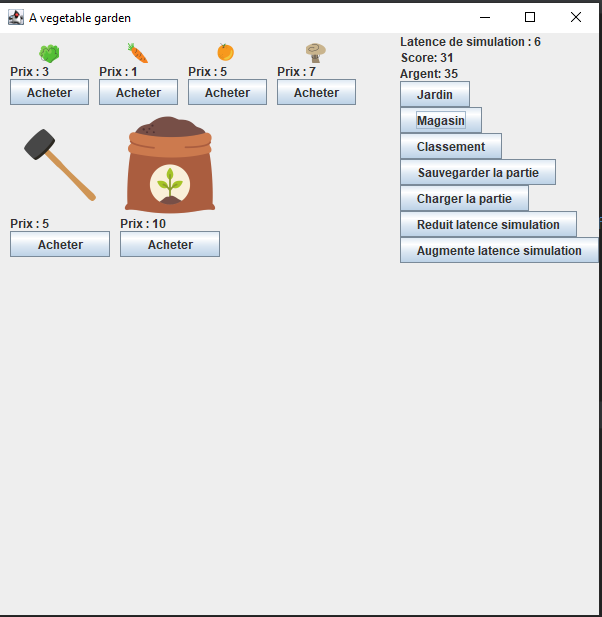 A vegetable garden
Prix : 3
Prix : 1
Prix : 5
Prix : 7
Acheter
Acheter
Acheter
Acheter
Prix : 5
Prix : 10
Acheter
Acheter
Latence de simulation : 6
Score: 31
Argent: 35
Jardin
Magasin
Classement
Sauvegarder la partie
Charger la partie
Reduit latence simulation
Augmente latence simulation